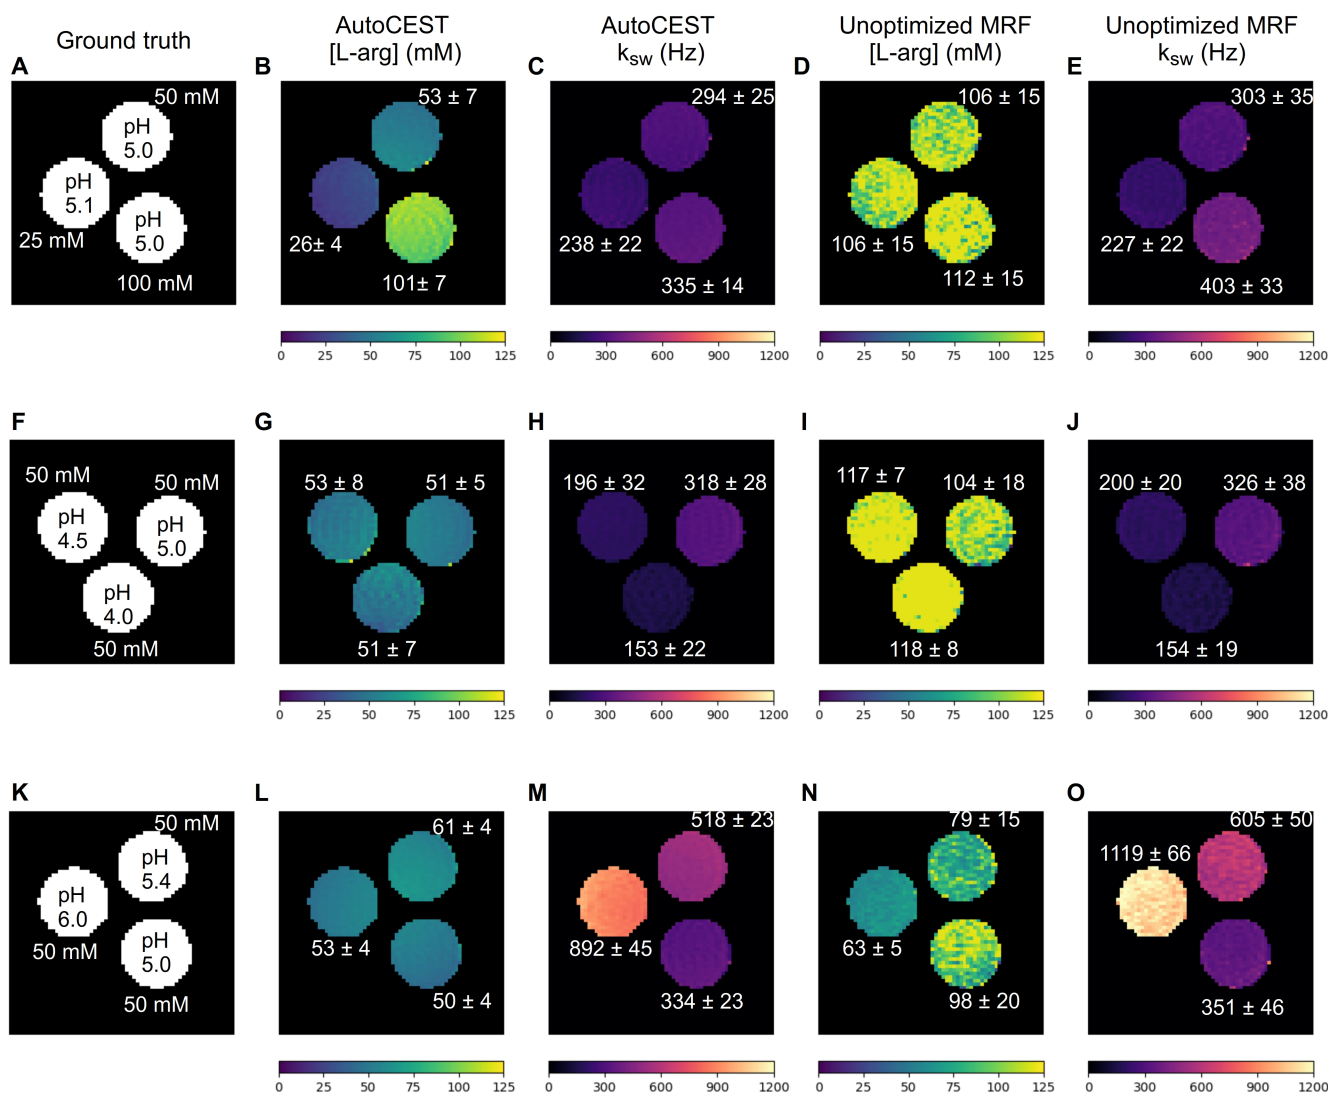 Ground truth
AutoCEST
[L-arg] (mM)
AutoCEST
ksw (Hz)
Unoptimized MRF
[L-arg] (mM)
Unoptimized MRF
ksw (Hz)
A
50 mM
pH
5.0
pH
5.1
pH
5.0
25 mM
100 mM
B
53 ± 7
26± 4
101± 7
0 25 50 75 100 125
C
294 ± 25
238 ± 22
335 ± 14
0 300 600 900 1200
D
106 ± 15
106 ± 15
112 ± 15
0 25 50 75 100 125
E
303 ± 35
227 ± 22
403 ± 33
0 300 600 900 1200
F
50 mM
50 mM
pH
4.5
pH
5.0
pH
4.0
50 mM
G
53 ± 8
51 ± 5
51 ± 7
0 25 50 75 100 125
H
196 ± 32
318 ± 28
153 ± 22
0 300 600 900 1200
I
117 ± 7
104 ± 18
118 ± 8
0 25 50 75 100 125
J
200 ± 20
326 ± 38
154 ± 19
0 300 600 900 1200
K
50 mM
pH
5.4
pH
6.0
50 mM
pH
5.0
50 mM
L
61 ± 4
53 ± 4
50 ± 4
0 25 50 75 100 125
M
518 ± 23
892 ± 45
334 ± 23
0 300 600 900 1200
N
79 ± 15
63 ± 5
98 ± 20
0 25 50 75 100 125
O
605 ± 50
1119 ± 66
351 ± 46
0 300 600 900 1200